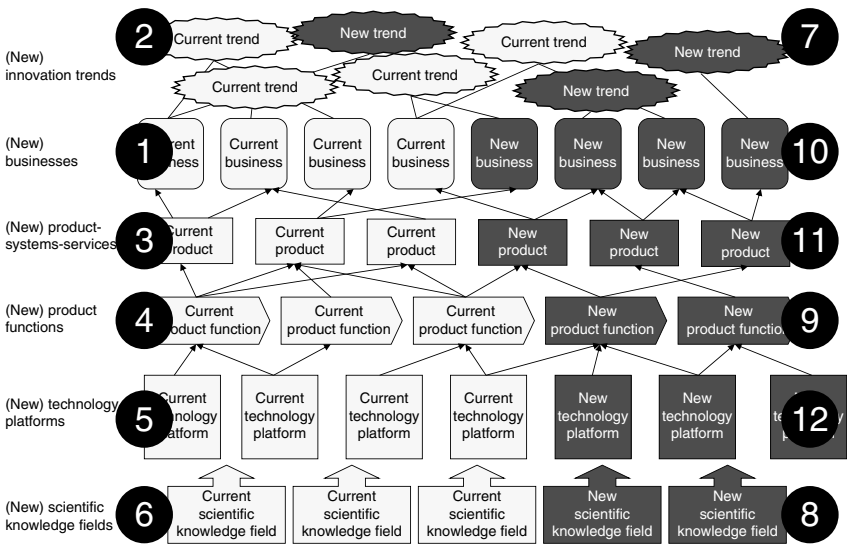 (New)
innovation trends
2
Current trend
New trend
Current trend
New trend
7
Current trend
Current trend
New trend
(New)
businesses
1
Current
business
Current
business
Current
business
Current
business
New
business
New
business
New
business
New
business
10
(New) product-
systems-services
3
Current
product
Current
product
Current
product
New
product
New
product
New
product
11
(New) product
functions
4
Current
product function
Current
product function
Current
product function
New
product function
New
product function
9
(New) technology
platforms
5
Current
technology
platform
Current
technology
platform
Current
technology
platform
Current
technology
platform
New
technology
platform
New
technology
platform
New
technology
platform
12
(New) scientific
knowledge fields
6
Current
scientific
knowledge field
Current
scientific
knowledge field
Current
scientific
knowledge field
New
scientific
knowledge field
New
scientific
knowledge field
8